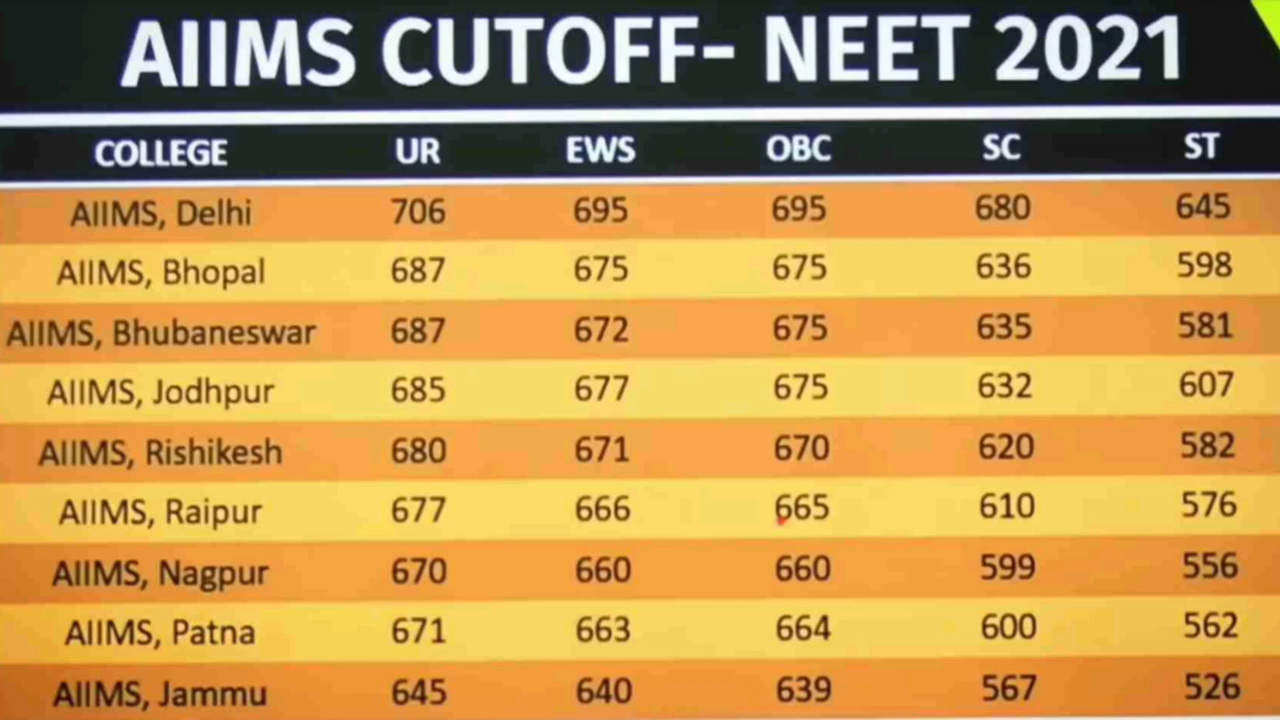 AIIMS CUTOFF- NEET 2021
COLLEGE UR EWS OBC SC ST
AIIMS, Delhi 706 695 695 680 645
AIIMS, Bhopal 687 675 675 636 598
AIIMS, Bhubaneswar 687 672 675 635 581
AIIMS, Jodhpur 685 677 675 632 607
AIIMS, Rishikesh 680 671 670 620 582
AIIMS, Raipur 677 666 665 610 576
AIIMS, Nagpur 670 660 660 599 556
AIIMS, Patna 671 663 664 600 562
AIIMS, Jammu 645 640 639 567 526